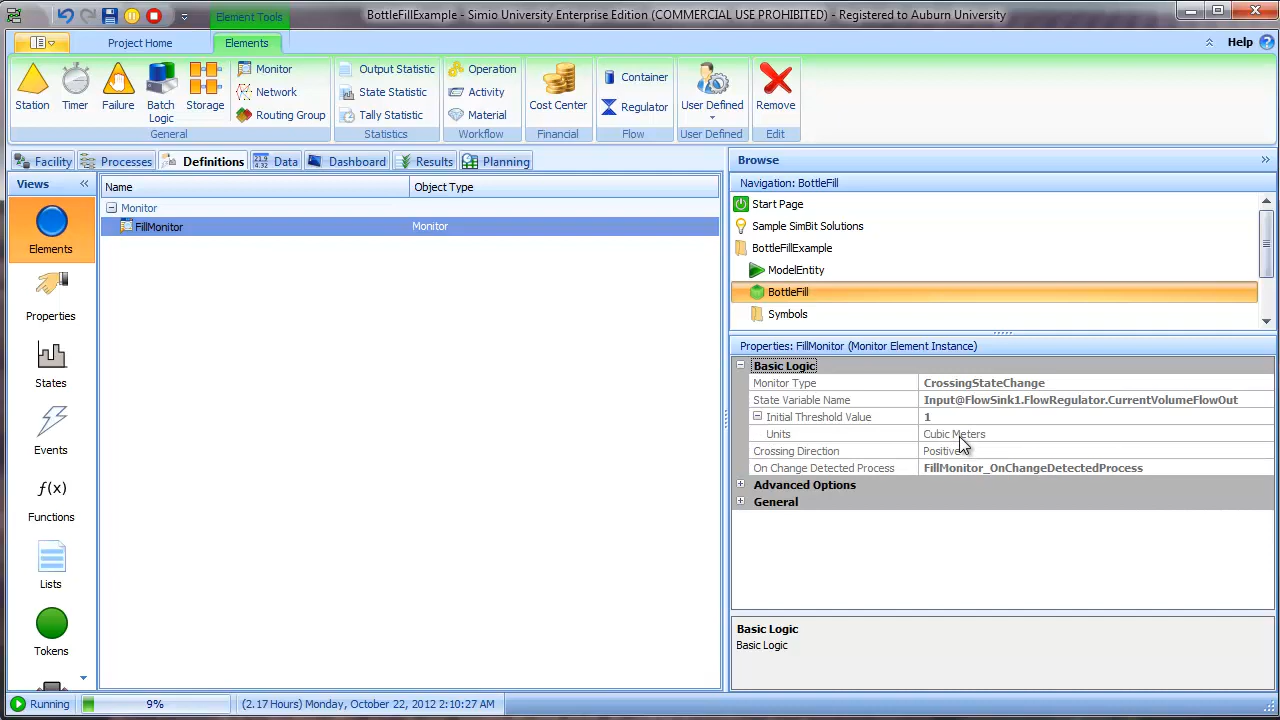 Element Tools
BottleFillExample - Simio University Enterprise Edition (COMMERCIAL USE PROHIBITED) - Registered to Auburn University
Project Home
Elements
Help
Station
Timer
Failure
Batch Logic
Storage
Monitor
Network
Routing Group
General
Output Statistic
State Statistic
Tally Statistic
Statistics
Operation
Activity
Material
Workflow
Cost Center
Financial
Container
Regulator
Flow
User Defined
User Defined
Remove
Edit
Facility
Processes
Definitions
Data
Dashboard
Results
Planning
Views
Elements
Properties
States
Events
f(x)
Functions
Lists
Tokens
Name Object Type
Monitor
FillMonitor Monitor
Browse
Navigation: BottleFill
Start Page
Sample SimBit Solutions
BottleFillExample
ModelEntity
BottleFill
Symbols
Properties: FillMonitor (Monitor Element Instance)
Basic Logic
Monitor Type CrossingStateChange
State Variable Name Input@FlowSink1.FlowRegulator.CurrentVolumeFlowOut
Initial Threshold Value 1
Units Cubic Meters
Crossing Direction Positive
On Change Detected Process FillMonitor_OnChangeDetectedProcess
Advanced Options
General
Basic Logic
Basic Logic
Running 9% (2.17 Hours) Monday, October 22, 2012 2:10:27 AM